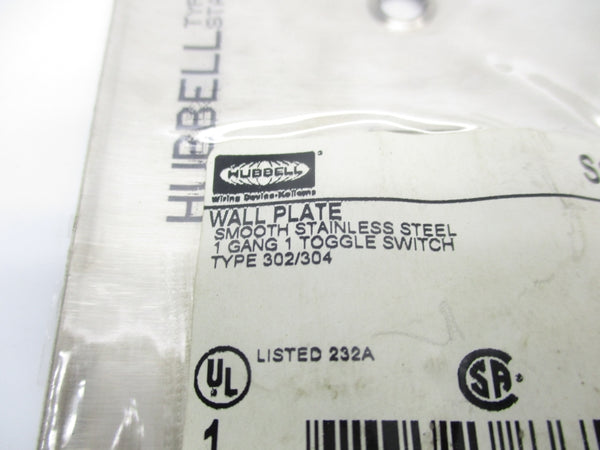 HUBBELL
HUBBELL
Wiring Device-Kellems
WALL PLATE
SMOOTH STAINLESS STEEL
1 GANG 1 TOGGLE SWITCH
TYPE 302/304
UL
LISTED 232A
SA
1